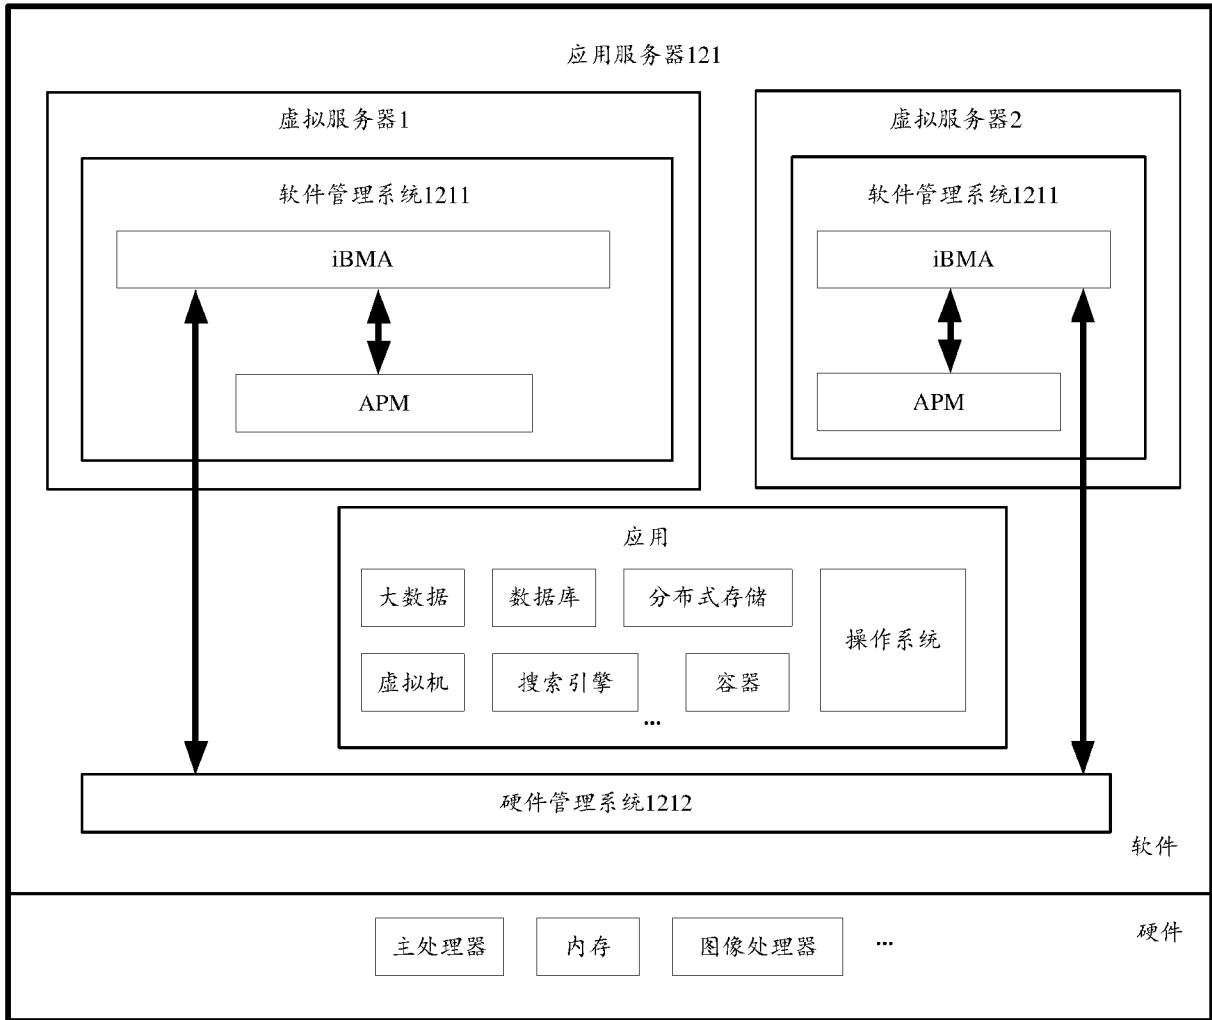 应用服务器121
虚拟服务器1
虚拟服务器2
软件管理系统1211
软件管理系统1211
iBMA
iBMA
APM
APM
应用
大数据
数据库
分布式存储
操作系统
虚拟机
搜索引擎
容器
...
硬件管理系统1212
软件
硬件
主处理器
内存
图像处理器
...